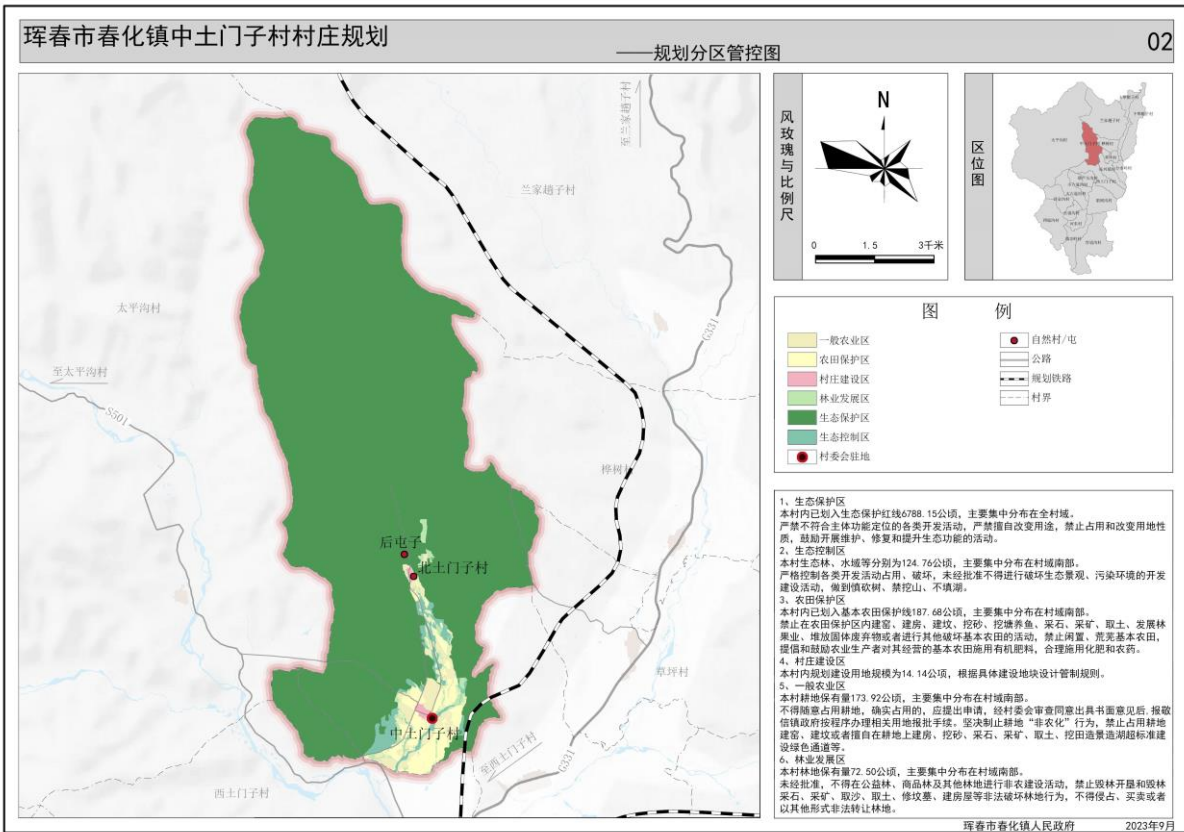 珲春市春化镇中土门子村村庄规划
——规划分区管控图
02
至兰家趟子村
兰家趟子村
太平沟村
至太平沟村
S501
G331
桦树村
后屯子
北土门子村
草坪村
中土门子村
至西土门子村
G331
西土门子村
风玫瑰与比例尺
N
0 1.5 3千米
区位图
图 例
一般农业区
农田保护区
村庄建设区
林业发展区
生态保护区
生态控制区
村委会驻地
自然村/屯
公路
规划铁路
村界
1、生态保护区
本村内已划入生态保护红线6788.15公顷，主要集中分布在全村域。
严禁不符合主体功能定位的各类开发活动，严禁擅自改变用途，禁止占用和改变用地性
质，鼓励开展维护、修复和提升生态功能的活动。
2、生态控制区
本村生态林、水域等分别为124.76公顷，主要集中分布在村域南部。
严格控制各类开发活动占用、破坏，未经批准不得进行破坏生态景观、污染环境的开发
建设活动，做到慎砍树、禁挖山、不填湖。
3、农田保护区
本村内已划入基本农田保护线187.68公顷，主要集中分布在村域南部。
禁止在农田保护区内建窑、建房、建坟、挖砂、挖塘养鱼、采石、采矿、取土、发展林
果业、堆放固体废弃物或者进行其他破坏基本农田的活动，禁止闲置、荒芜基本农田，
提倡和鼓励农业生产者对其经营的基本农田施用有机肥料，合理施用化肥和农药。
4、村庄建设区
本村内规划建设用地规模为14.14公顷，根据具体建设地块设计管制规则。
5、一般农业区
本村耕地保有量173.92公顷，主要集中分布在村域南部。
不得随意占用耕地，确实占用的，应提出申请，经村委会审查同意出具书面意见后.报敬
信镇政府按程序办理相关用地报批手续。坚决制止耕地“非农化”行为，禁止占用耕地
建窑、建坟或者擅自在耕地上建房、挖砂、采石、采矿、取土、挖田造景造湖超标准建
设绿色通道等。
6、林业发展区
本村林地保有量72.50公顷，主要集中分布在村域南部。
未经批准，不得在公益林、商品林及其他林地进行非农建设活动，禁止毁林开垦和毁林
采石、采矿、取沙、取土、修坟墓、建房屋等非法破坏林地行为，不得侵占、买卖或者
以其他形式非法转让林地。
珲春市春化镇人民政府 2023年9月